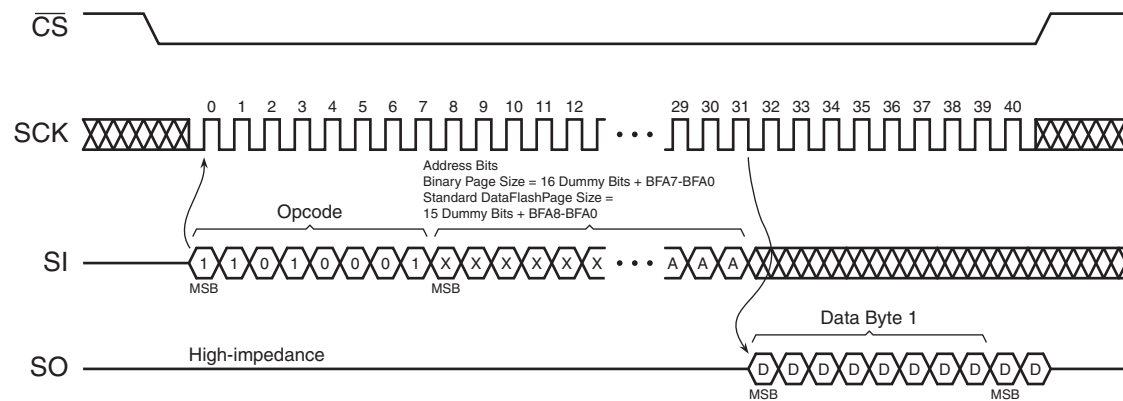 CS
0 1 2 3 4 5 6 7 8 9 10 11 12 29 30 31 32 33 34 35 36 37 38 39 40
SCK
Address Bits
Binary Page Size = 16 Dummy Bits + BFA7-BFA0
Standard DataFlashPage Size =
15 Dummy Bits + BFA8-BFA0
Opcode
SI 1 1 0 1 0 0 0 1 X X X X X X A A A
MSB MSB
Data Byte 1
High-impedance
SO D D D D D D D D D D
MSB MSB